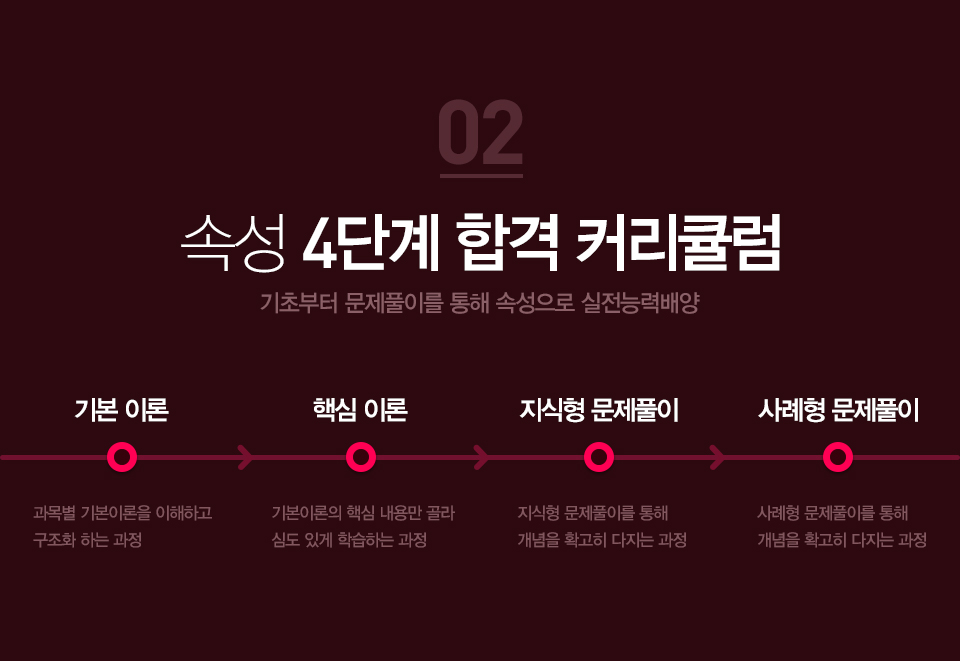 02
속성 4단계 합격 커리큘럼
기초부터 문제풀이를 통해 속성으로 실전능력배양
기본 이론
과목별 기본이론을 이해하고
구조화 하는 과정
핵심 이론
기본이론의 핵심 내용만 골라
심도 있게 학습하는 과정
지식형 문제풀이
지식형 문제풀이를 통해
개념을 확고히 다지는 과정
사례형 문제풀이
사례형 문제풀이를 통해
개념을 확고히 다지는 과정